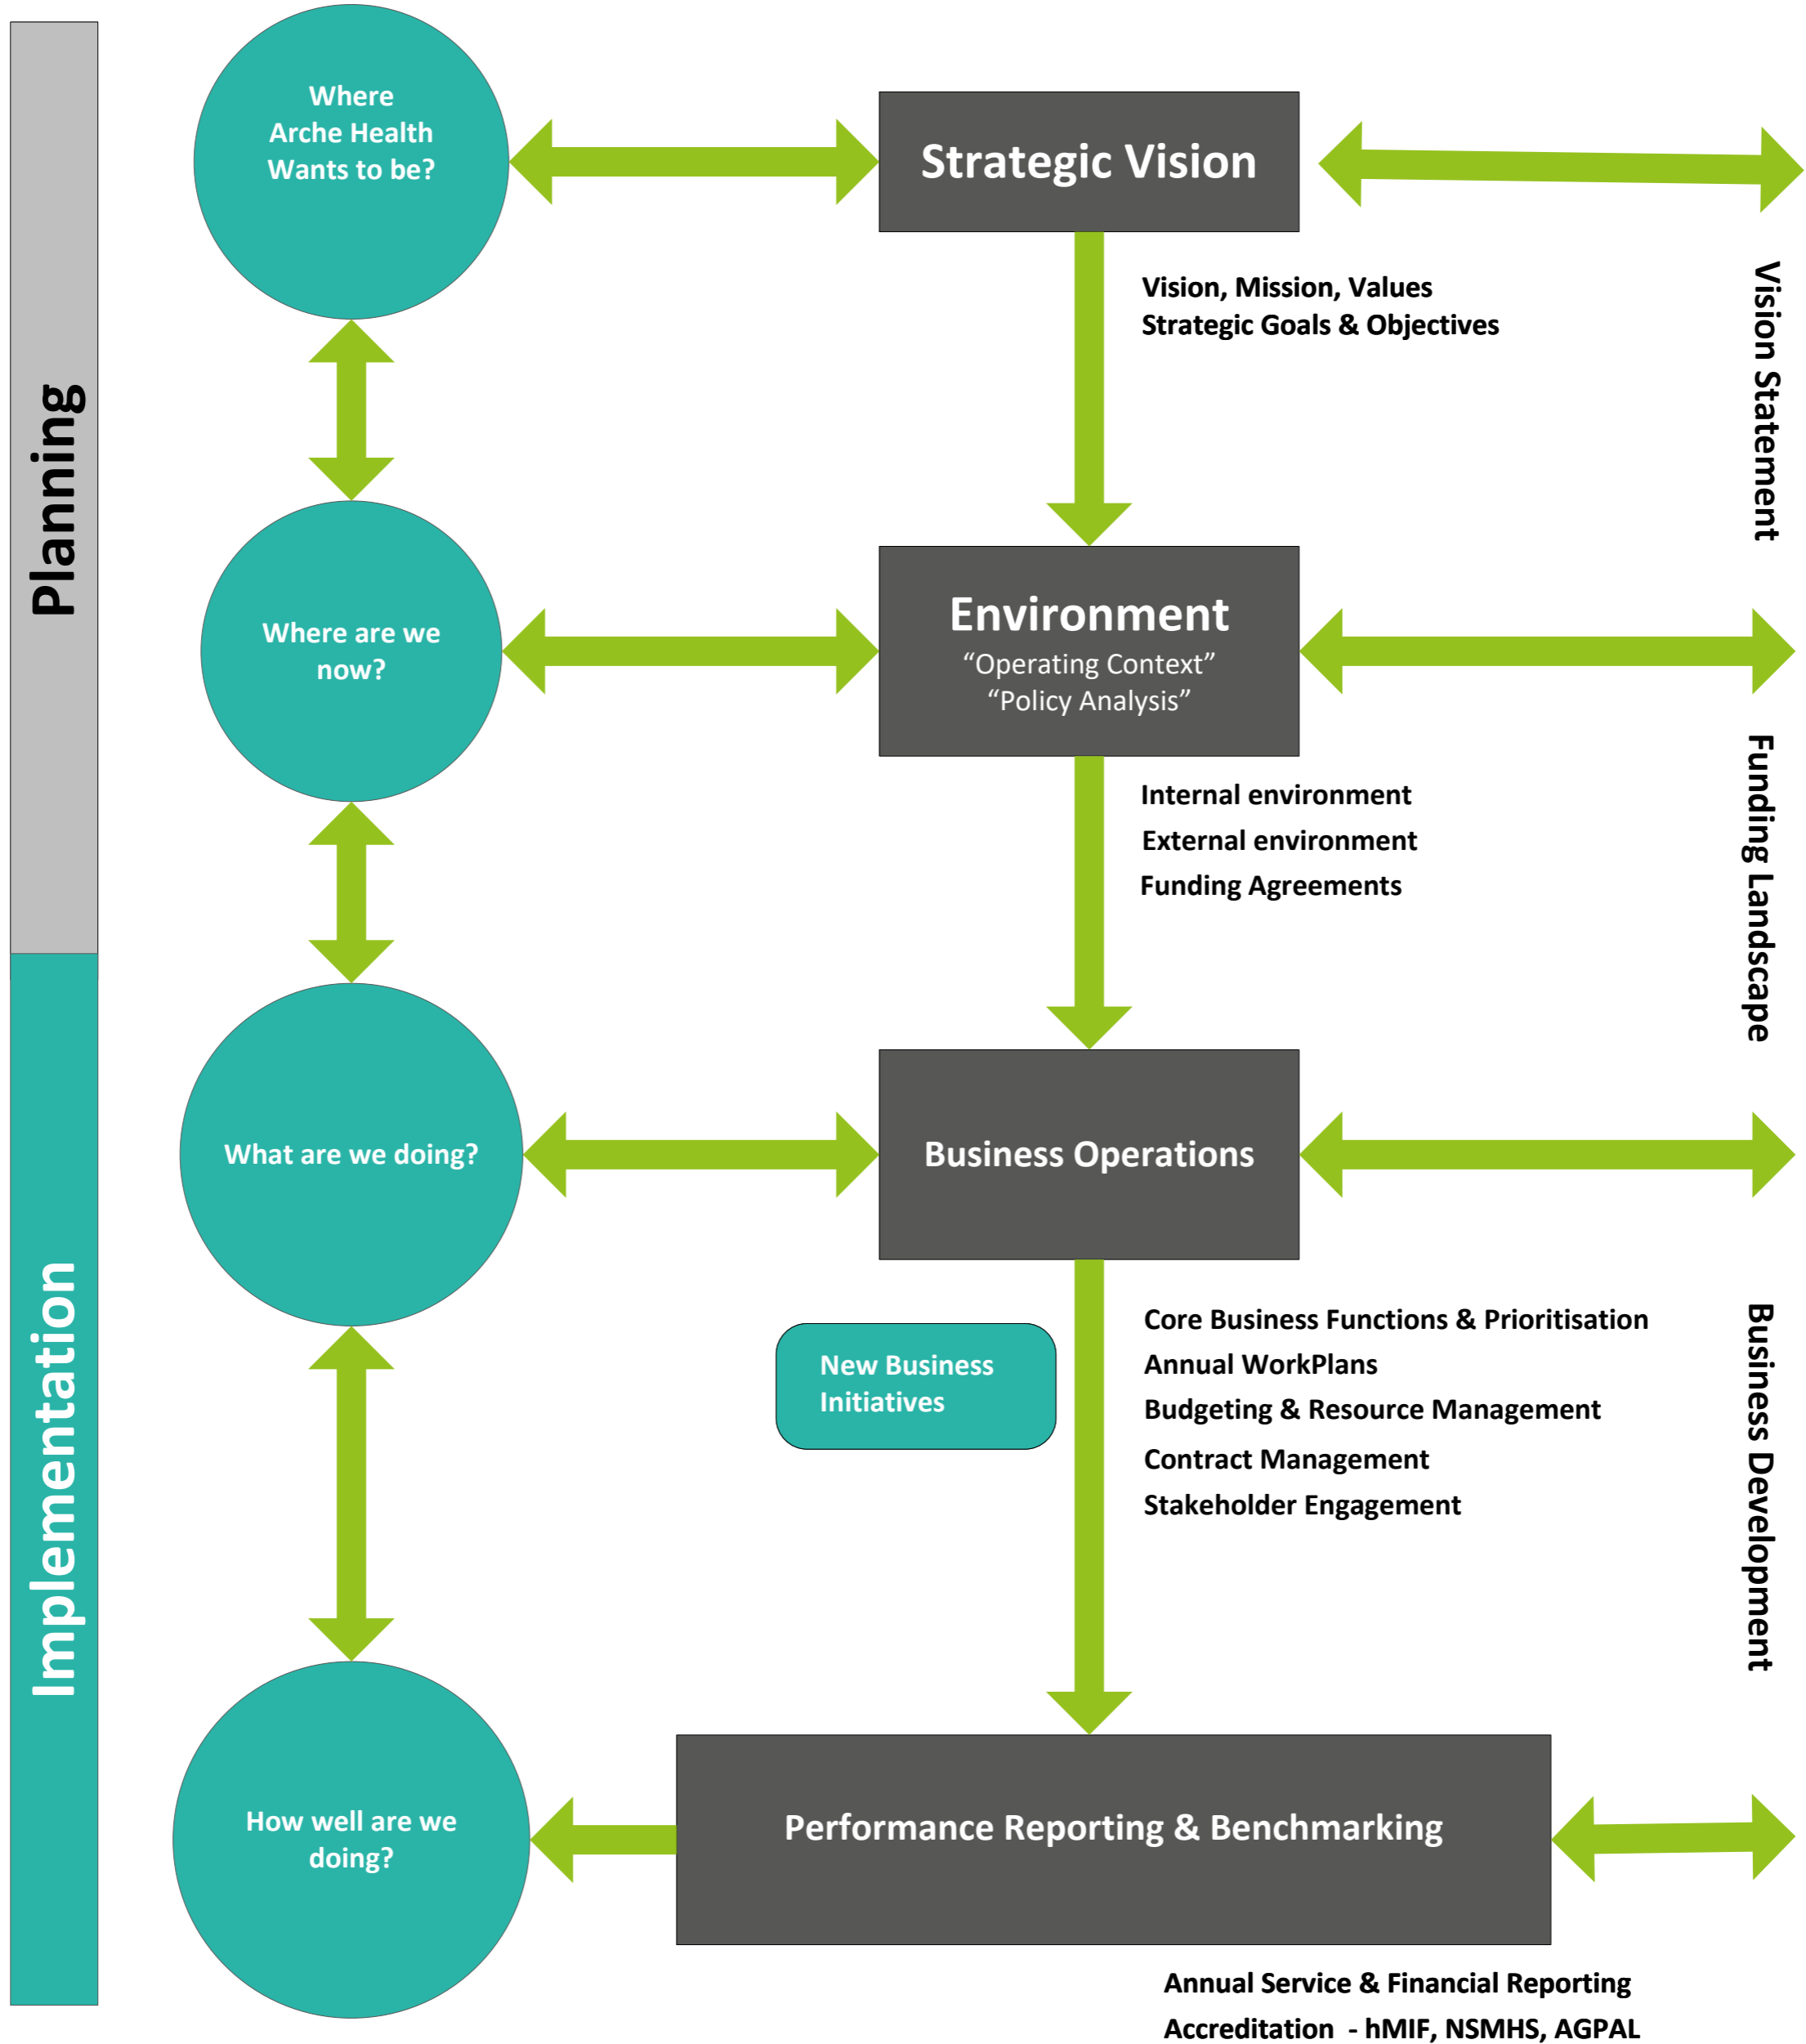 Where
Arche Health
Wants to be?
Strategic Vision
Vision, Mission, Values
Strategic Goals & Objectives
Vision Statement
Planning
Where are we
now?
Environment
“Operating Context”
“Policy Analysis”
Internal environment
External environment
Funding Agreements
Funding Landscape
What are we doing?
Business Operations
New Business
Initiatives
Core Business Functions & Prioritisation
Annual WorkPlans
Budgeting & Resource Management
Contract Management
Stakeholder Engagement
Business Development
Implementation
How well are we
doing?
Performance Reporting & Benchmarking
Annual Service & Financial Reporting
Accreditation - hMIF, NSMHS, AGPAL